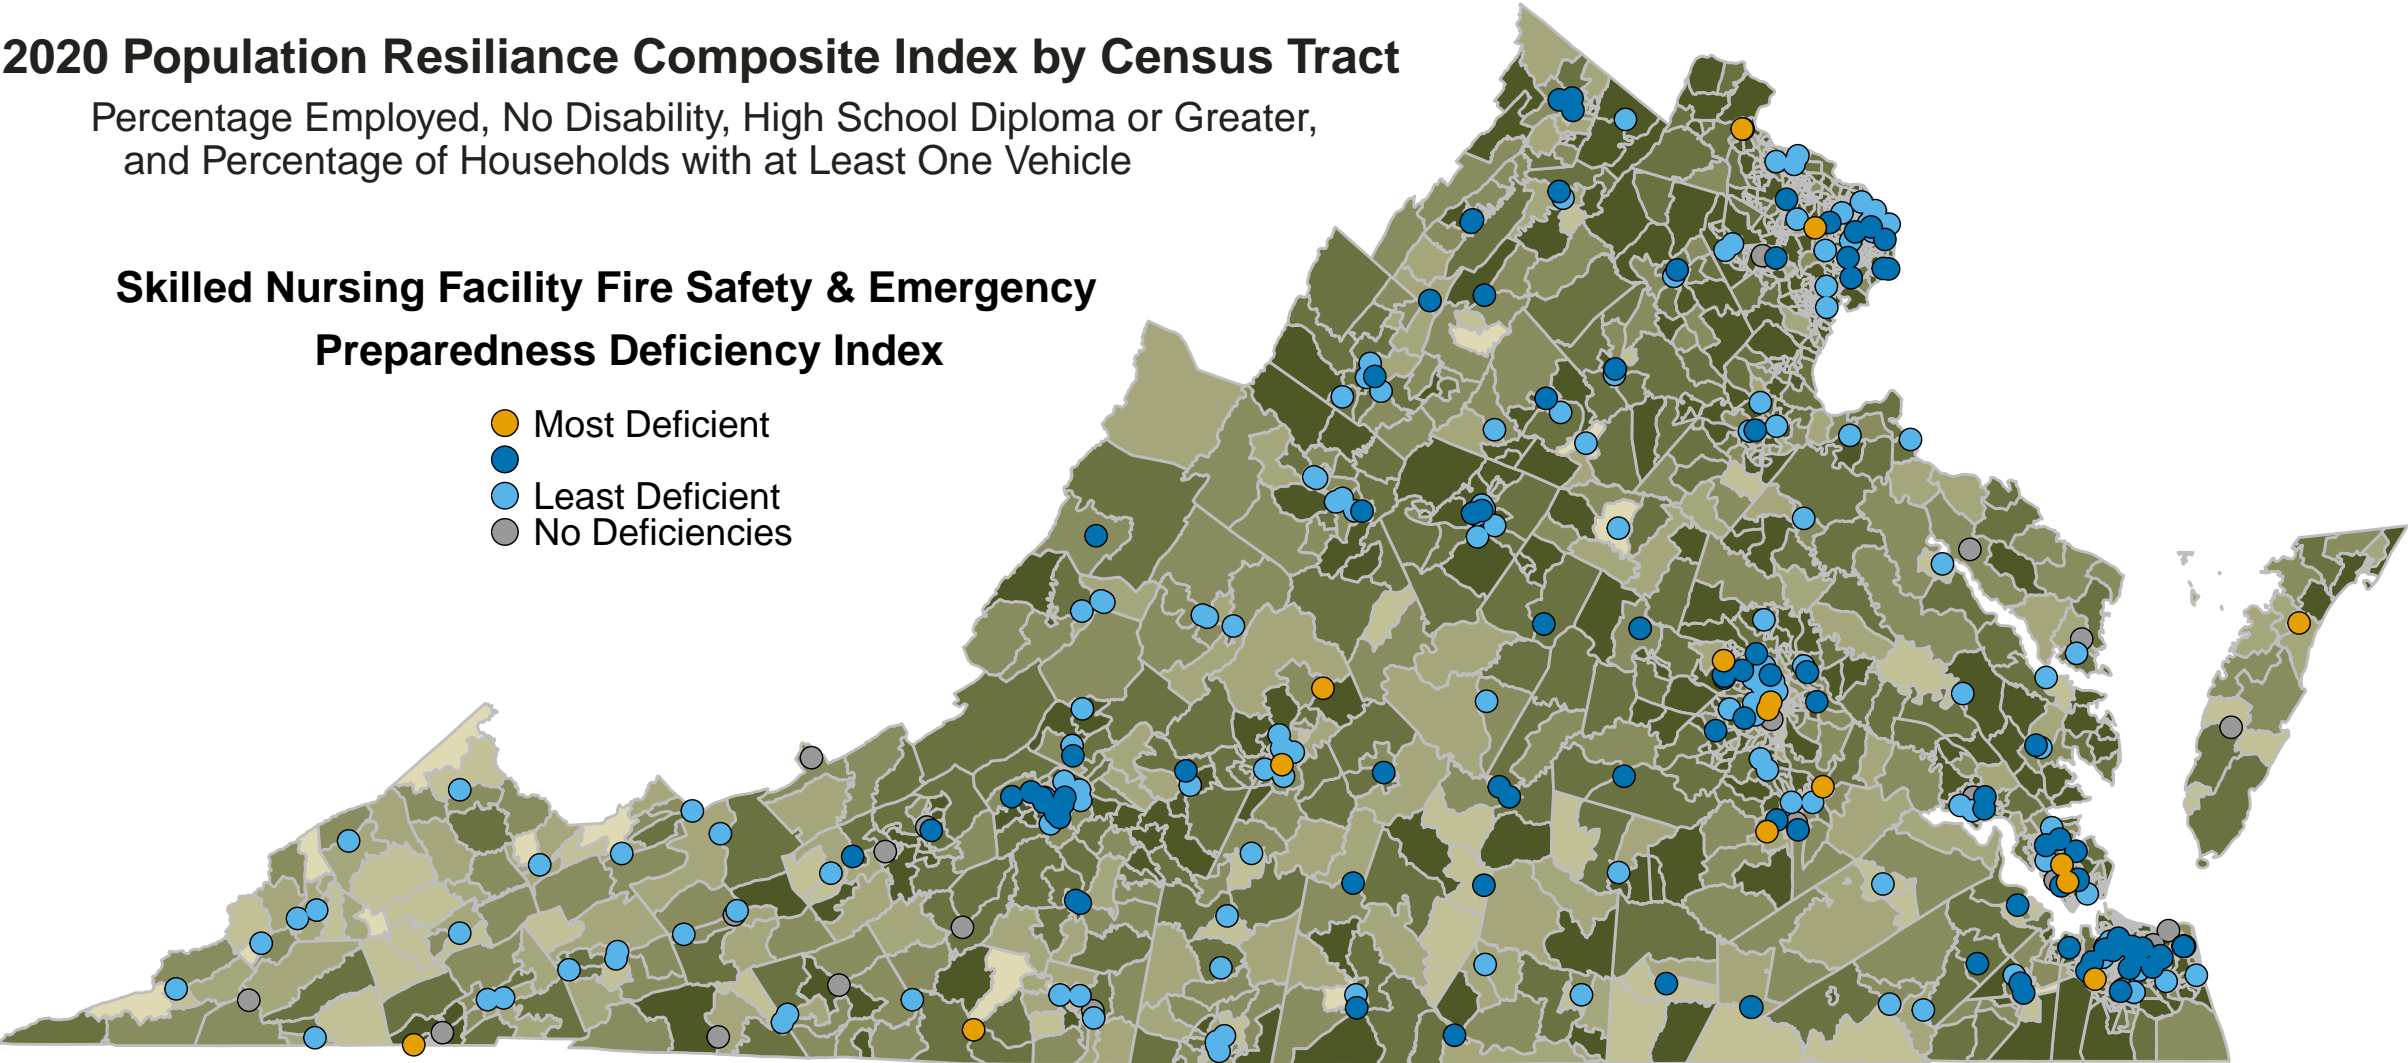 2020 Population Resiliance Composite Index by Census Tract
Percentage Employed, No Disability, High School Diploma or Greater,
and Percentage of Households with at Least One Vehicle
Skilled Nursing Facility Fire Safety & Emergency
Preparedness Deficiency Index
Most Deficient
Least Deficient
No Deficiencies